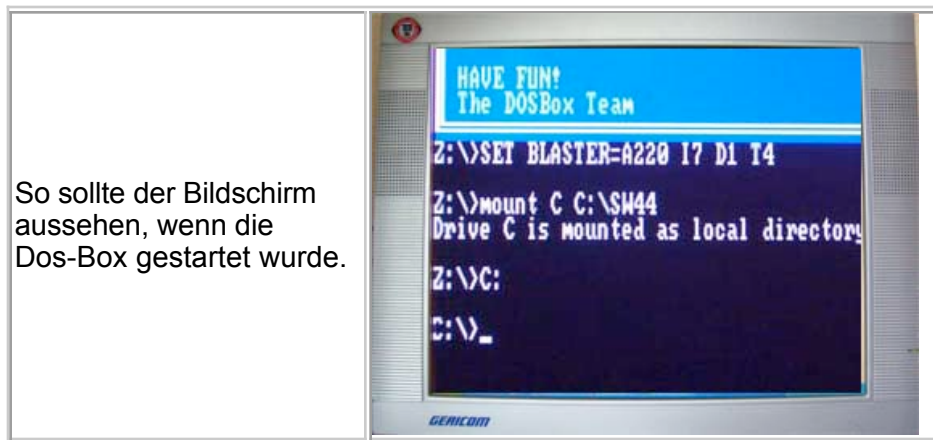 So sollte der Bildschirm
aussehen, wenn die
Dos-Box gestartet wurde.
HAVE FUN!
The DOSBox Team
Z:\>SET BLASTER=A220 I7 D1 T4
Z:\>mount C C:\SW44
Drive C is mounted as local directory
Z:\>C:
C:\>_
GERICOM